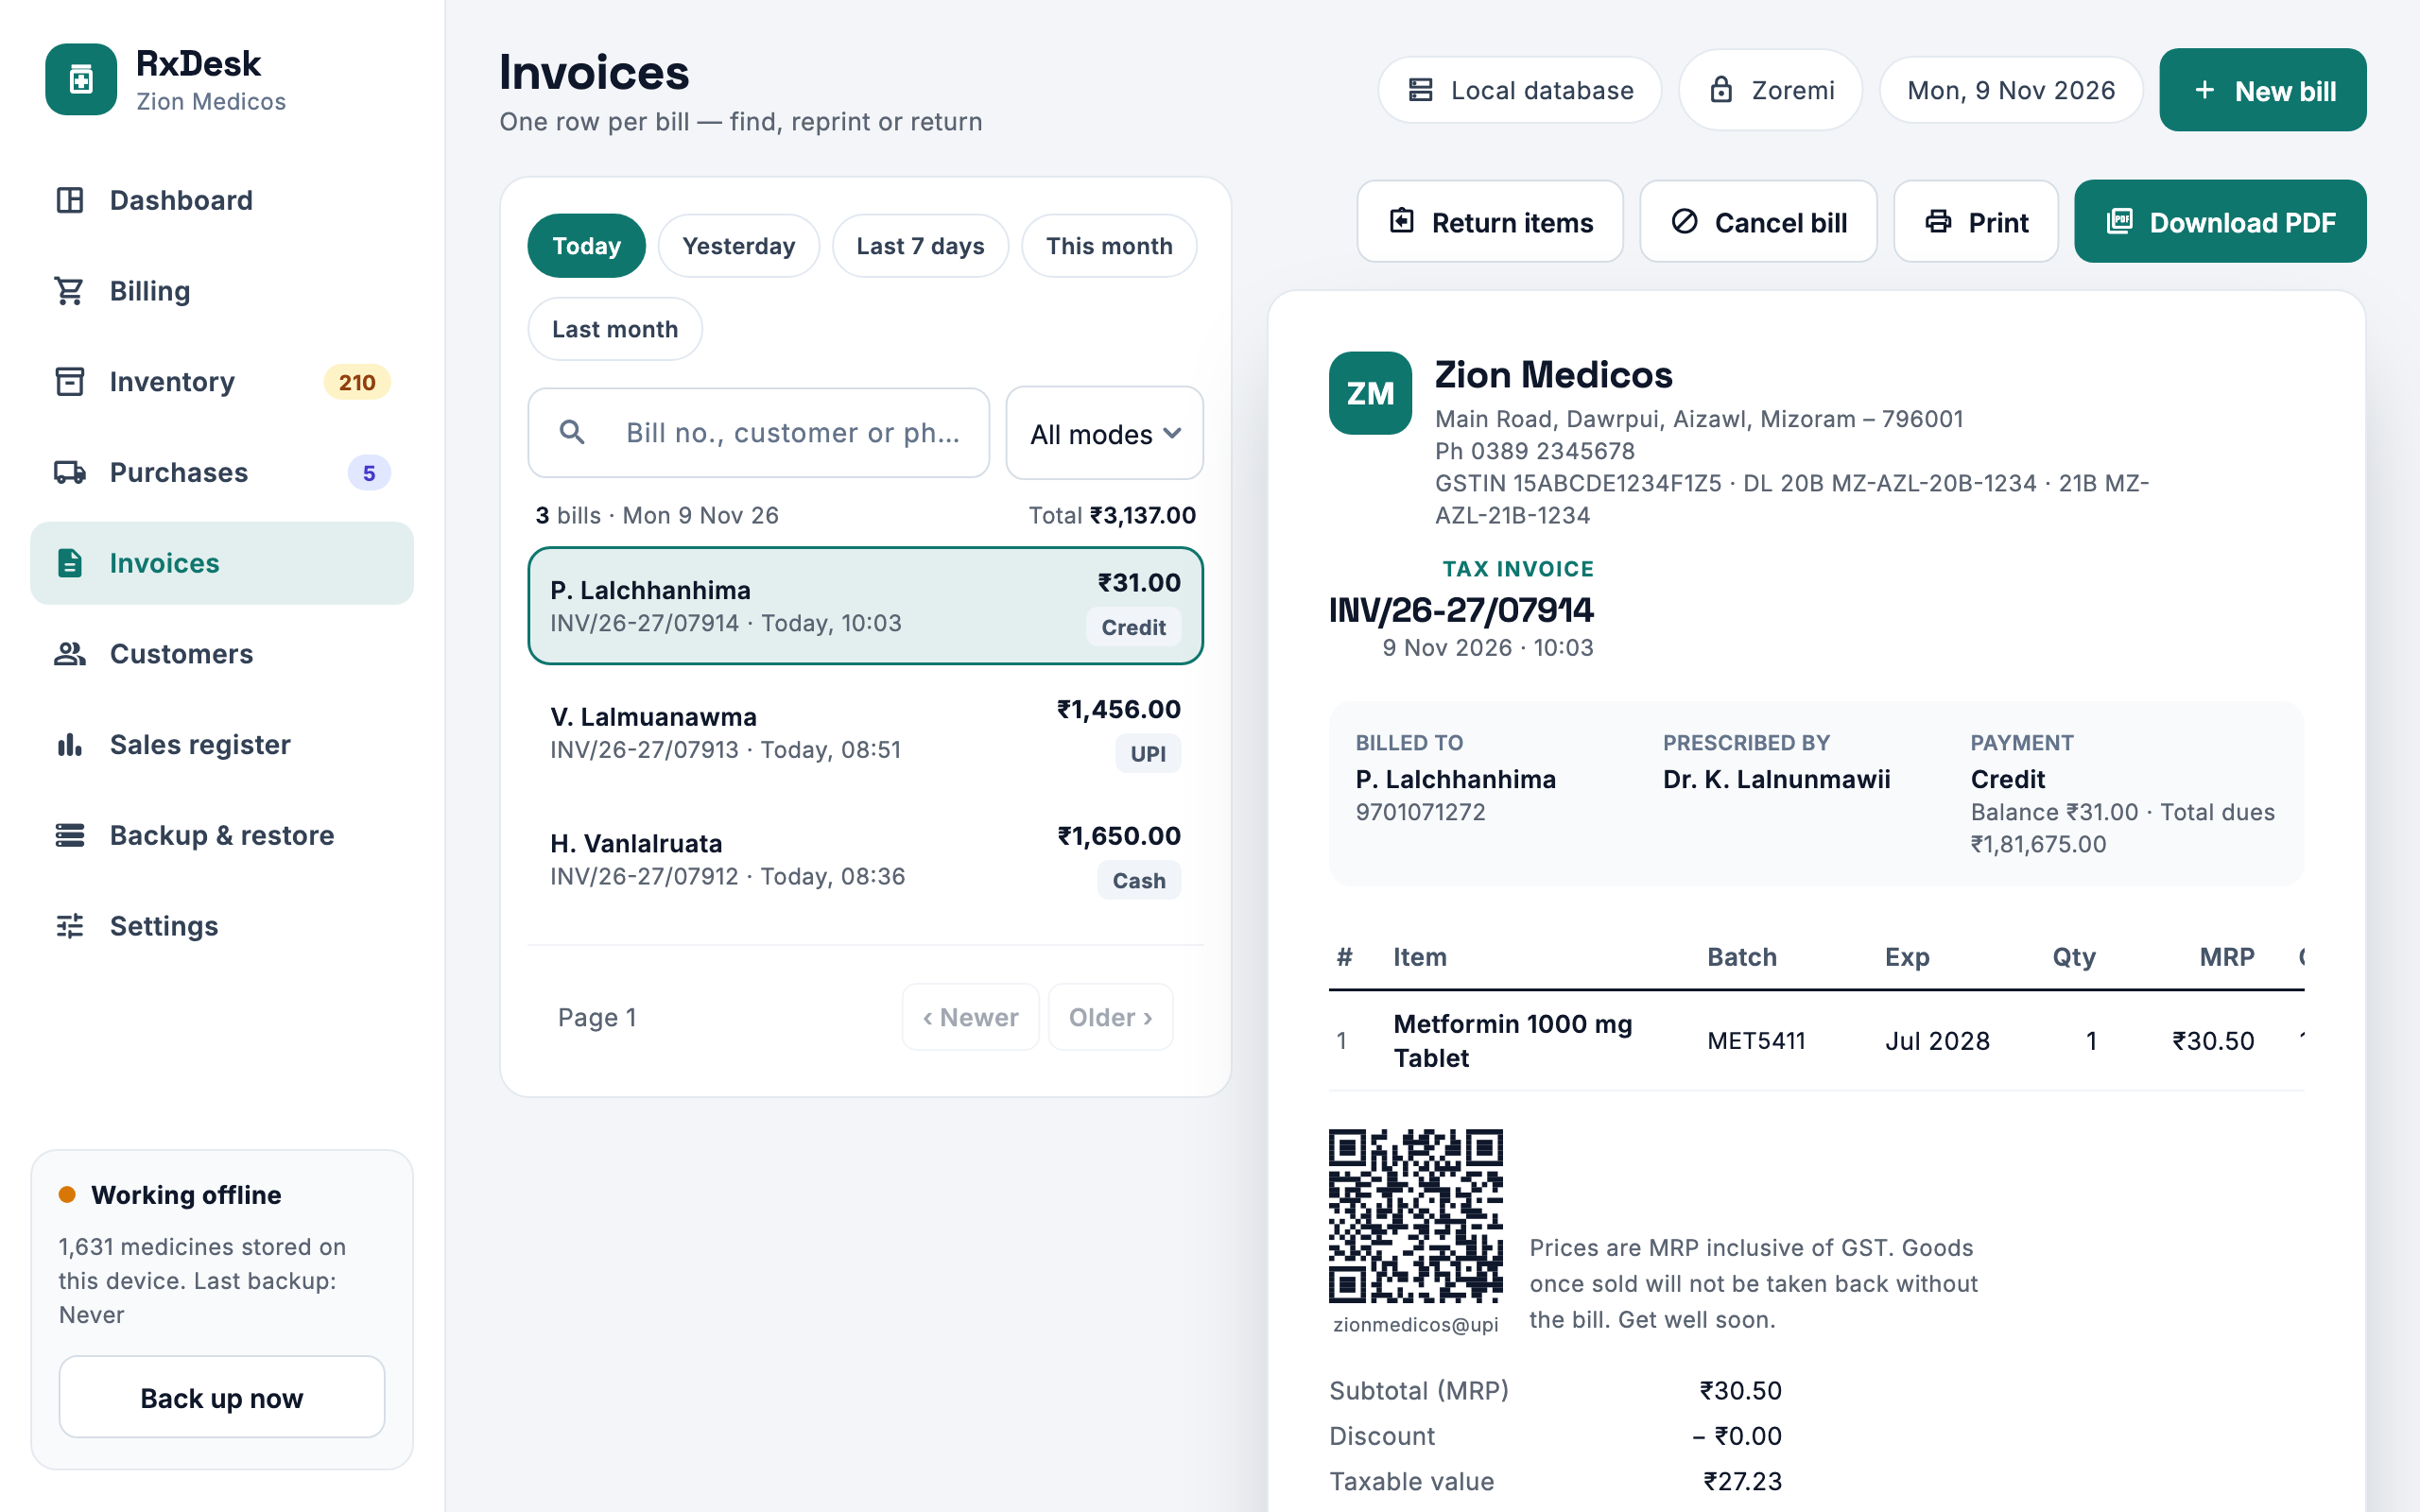 RxDesk
Zion Medicos
Dashboard
Billing
Inventory 210
Purchases 5
Invoices
Customers
Sales register
Backup & restore
Settings
Working offline
1,631 medicines stored on
this device. Last backup:
Never
Back up now
Invoices
One row per bill — find, reprint or return
Local database
Zoremi
Mon, 9 Nov 2026
+ New bill
Today
Yesterday
Last 7 days
This month
Last month
Bill no., customer or ph...
All modes
3 bills · Mon 9 Nov 26
Total ₹3,137.00
P. Lalchhanhima ₹31.00
INV/26-27/07914 · Today, 10:03 Credit
V. Lalmuanawma ₹1,456.00
INV/26-27/07913 · Today, 08:51 UPI
H. Vanlalruata ₹1,650.00
INV/26-27/07912 · Today, 08:36 Cash
Page 1
‹ Newer
Older ›
Return items
Cancel bill
Print
PDF Download PDF
ZM
Zion Medicos
Main Road, Dawrpui, Aizawl, Mizoram – 796001
Ph 0389 2345678
GSTIN 15ABCDE1234F1Z5 · DL 20B MZ-AZL-20B-1234 · 21B MZ-
AZL-21B-1234
TAX INVOICE
INV/26-27/07914
9 Nov 2026 · 10:03
BILLED TO
P. Lalchhanhima
9701071272
PRESCRIBED BY
Dr. K. Lalnunmawii
PAYMENT
Credit
Balance ₹31.00 · Total dues
₹1,81,675.00
# Item Batch Exp Qty MRP
1 Metformin 1000 mg MET5411 Jul 2028 1 ₹30.50
Tablet
zionmedicos@upi
Prices are MRP inclusive of GST. Goods
once sold will not be taken back without
the bill. Get well soon.
Subtotal (MRP) ₹30.50
Discount – ₹0.00
Taxable value ₹27.23